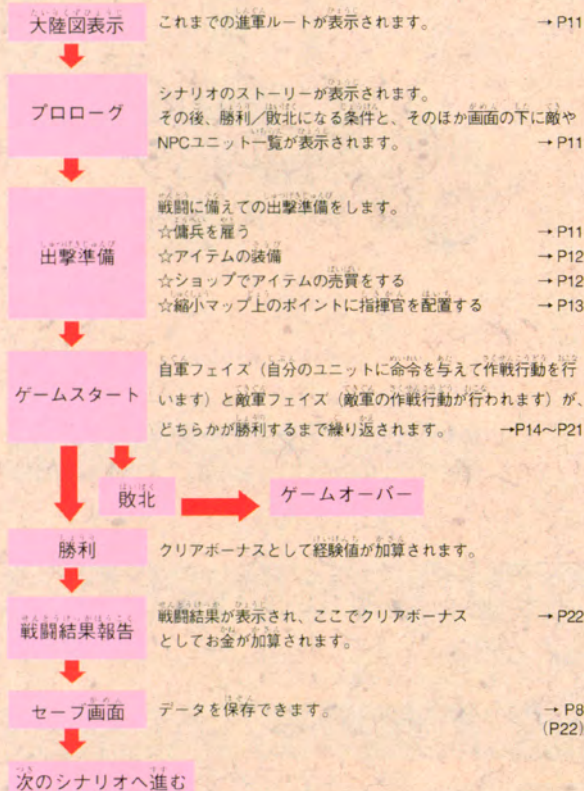 大陸図表示 これまでの進軍ルートが表示されます。 → P11
プロローグ
シナリオのストーリーが表示されます。
その後、勝利／敗北になる条件と、そのほか画面の下に敵や
NPCユニット一覧が表示されます。 → P11
出撃準備
戦闘に備えての出撃準備をします。
☆傭兵を雇う → P11
☆アイテムの装備 → P12
☆ショップでアイテムの売買をする → P12
☆縮小マップ上のポイントに指揮官を配置する → P13
ゲームスタート
自軍フェイズ（自分のユニットに命令を与えて作戦行動を行
います）と敵軍フェイズ（敵軍の作戦行動が行われます）が、
どちらかが勝利するまで繰り返されます。 →P14〜P21
敗北 ゲームオーバー
勝利 クリアボーナスとして経験値が加算されます。
戦闘結果報告
戦闘結果が表示され、ここでクリアボーナス → P22
としてお金が加算されます。
セーブ画面 データを保存できます。 → P8
(P22)
次のシナリオへ進む